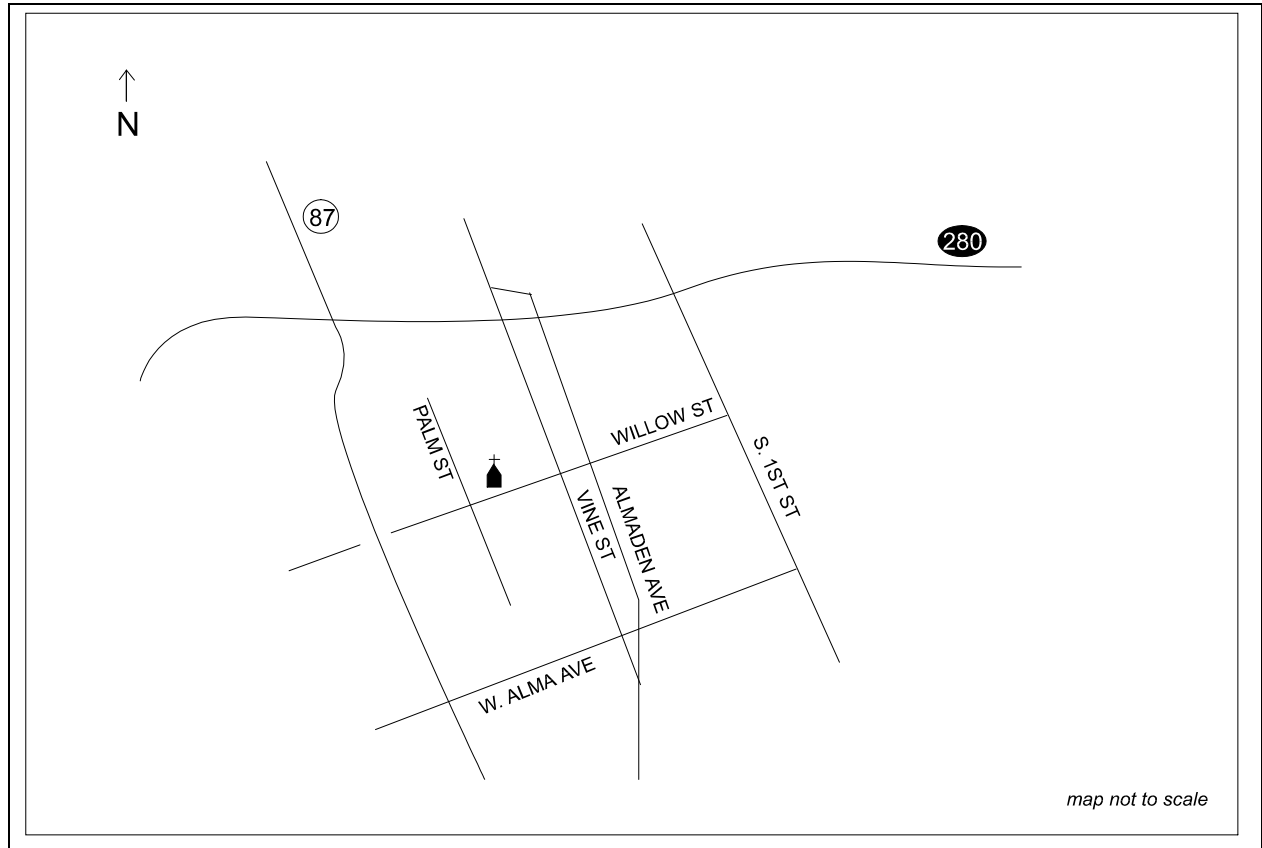 N
87
280
PALM ST
WILLOW ST
S. 1ST ST
VINE ST
ALMADEN AVE
W. ALMA AVE
map not to scale